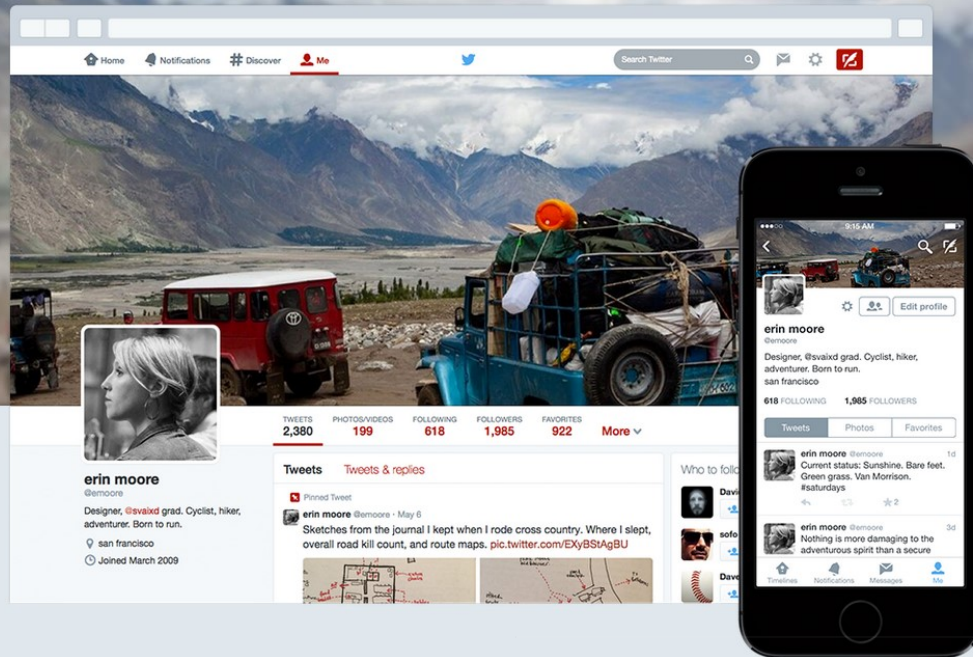 Home Notifications Discover Me Search Twitter
TWEETS PHOTOS/VIDEOS FOLLOWING FOLLOWERS FAVORITES
2,380 199 618 1,985 922 More
erin moore
@emoore
Designer, @svaixd grad. Cyclist, hiker,
adventurer. Born to run.
san francisco
Joined March 2009
Tweets Tweets & replies
Pinned Tweet
erin moore @emoore · May 6
Sketches from the journal I kept when I rode cross country. Where I slept,
overall road kill count, and route maps. pic.twitter.com/EXyBStAgBU
Who to follo
Davi
sofo
Dave
9:15 AM
Edit profile
erin moore
@emoore
Designer, @svaixd grad. Cyclist, hiker,
adventurer. Born to run.
san francisco
618 FOLLOWING 1,985 FOLLOWERS
Tweets Photos Favorites
erin moore @emoore 1d
Current status: Sunshine. Bare feet.
Green grass. Van Morrison.
#saturdays
2
erin moore @emoore 3d
Nothing is more damaging to the
adventurous spirit than a secure
Timelines Notifications Messages Me